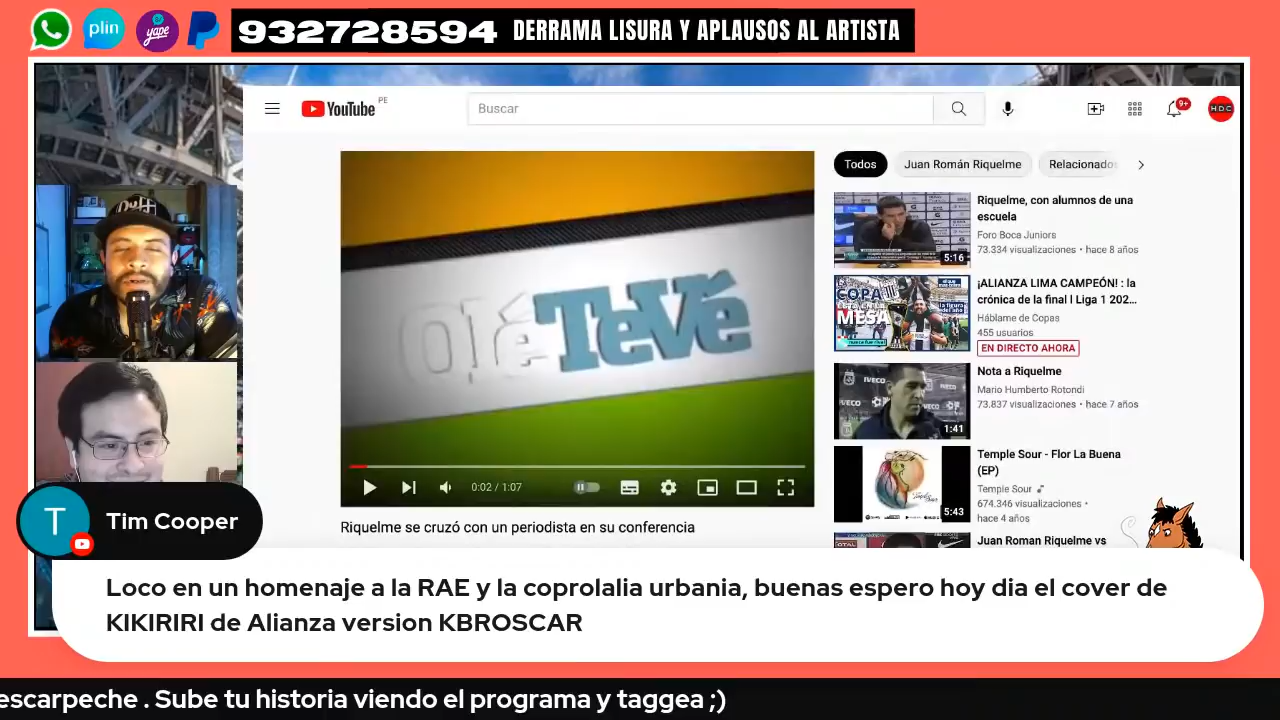 plin
yape
932728594 DERRAMA LISURA Y APLAUSOS AL ARTISTA
YouTube PE
Buscar
9+
HDC
Todos
Juan Román Riquelme
Relacionados
OléTeVé
0:02 / 1:07
Riquelme se cruzó con un periodista en su conferencia
Riquelme, con alumnos de una
escuela
Foro Boca Juniors
73.334 visualizaciones • hace 8 años
5:16
¡ALIANZA LIMA CAMPEÓN! : la
crónica de la final l Liga 1 202...
Háblame de Copas
455 usuarios
EN DIRECTO AHORA
COPA
MESA
Nota a Riquelme
Mario Humberto Rotondi
73.837 visualizaciones • hace 7 años
1:41
IVECO
Temple Sour - Flor La Buena
(EP)
Temple Sour
674.346 visualizaciones •
hace 4 años
5:43
Juan Roman Riquelme vs
Duff
T
Tim Cooper
Loco en un homenaje a la RAE y la coprolalia urbania, buenas espero hoy dia el cover de
KIKIRIRI de Alianza version KBROSCAR
escarpeche . Sube tu historia viendo el programa y taggea ;)